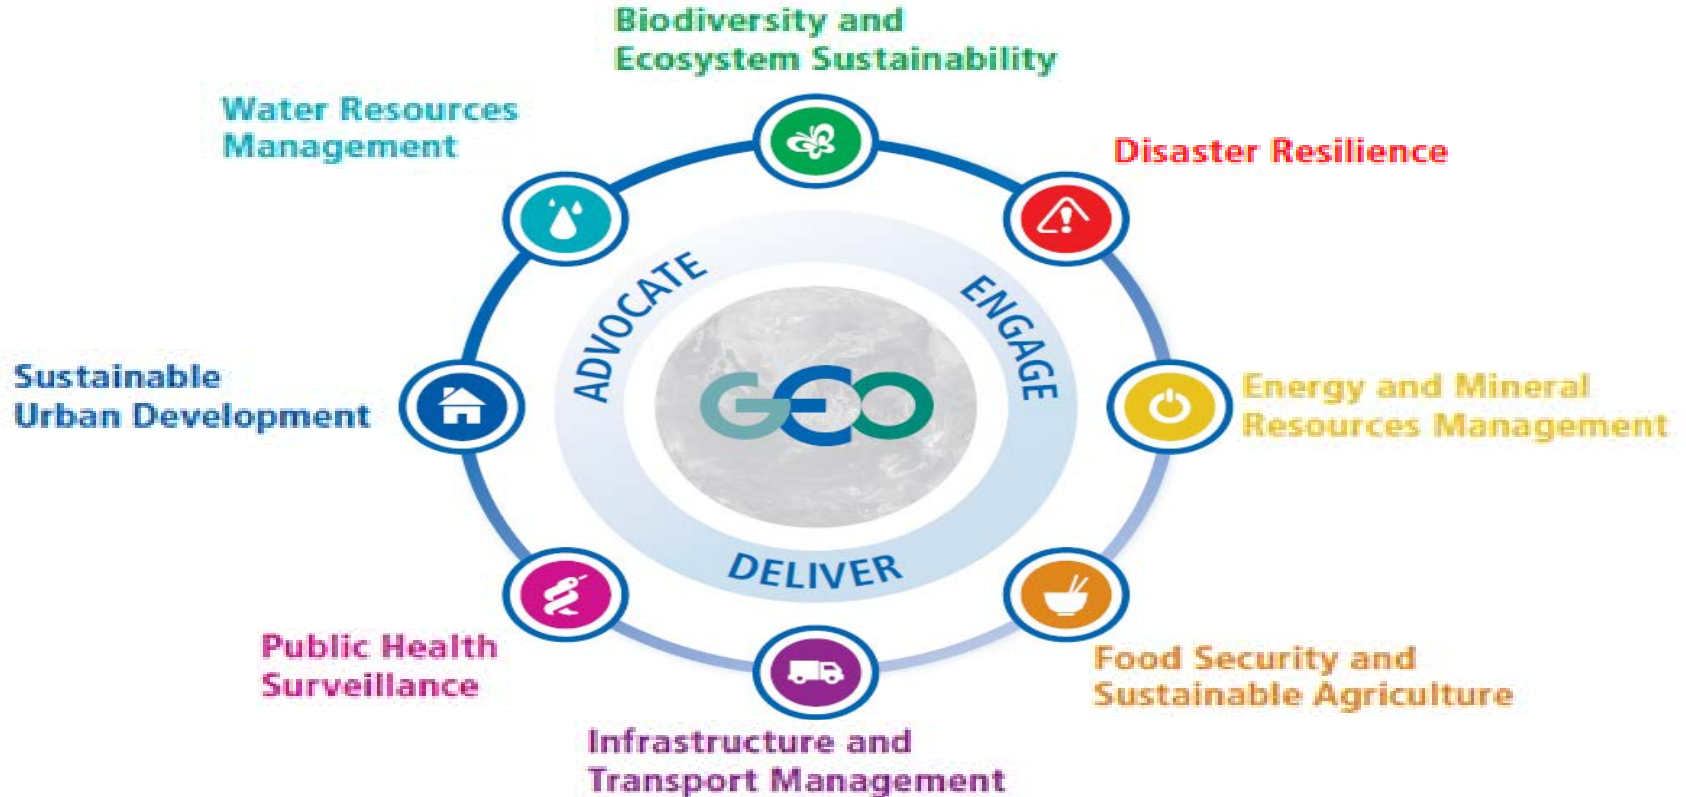 Biodiversity and
Ecosystem Sustainability
Water Resources
Management
Disaster Resilience
ADVOCATE
ENGAGE
GEO
Sustainable
Urban Development
Energy and Mineral
Resources Management
DELIVER
Public Health
Surveillance
Food Security and
Sustainable Agriculture
Infrastructure and
Transport Management